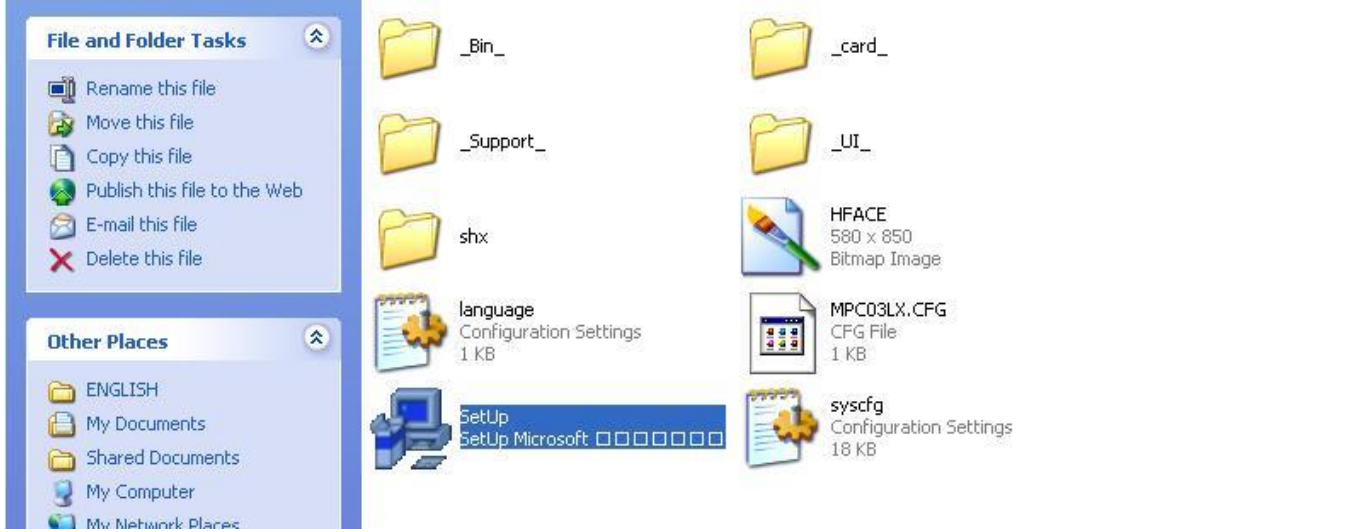 File and Folder Tasks
Rename this file
Move this file
Copy this file
Publish this file to the Web
E-mail this file
Delete this file
Other Places
ENGLISH
My Documents
Shared Documents
My Computer
My Network Places
_Bin_
_card_
_Support_
_UI_
shx
HFACE
580 x 850
Bitmap Image
language
Configuration Settings
1 KB
MPC03LX.CFG
CFG File
1 KB
SetUp
SetUp Microsoft □□□□□□□
syscfg
Configuration Settings
18 KB